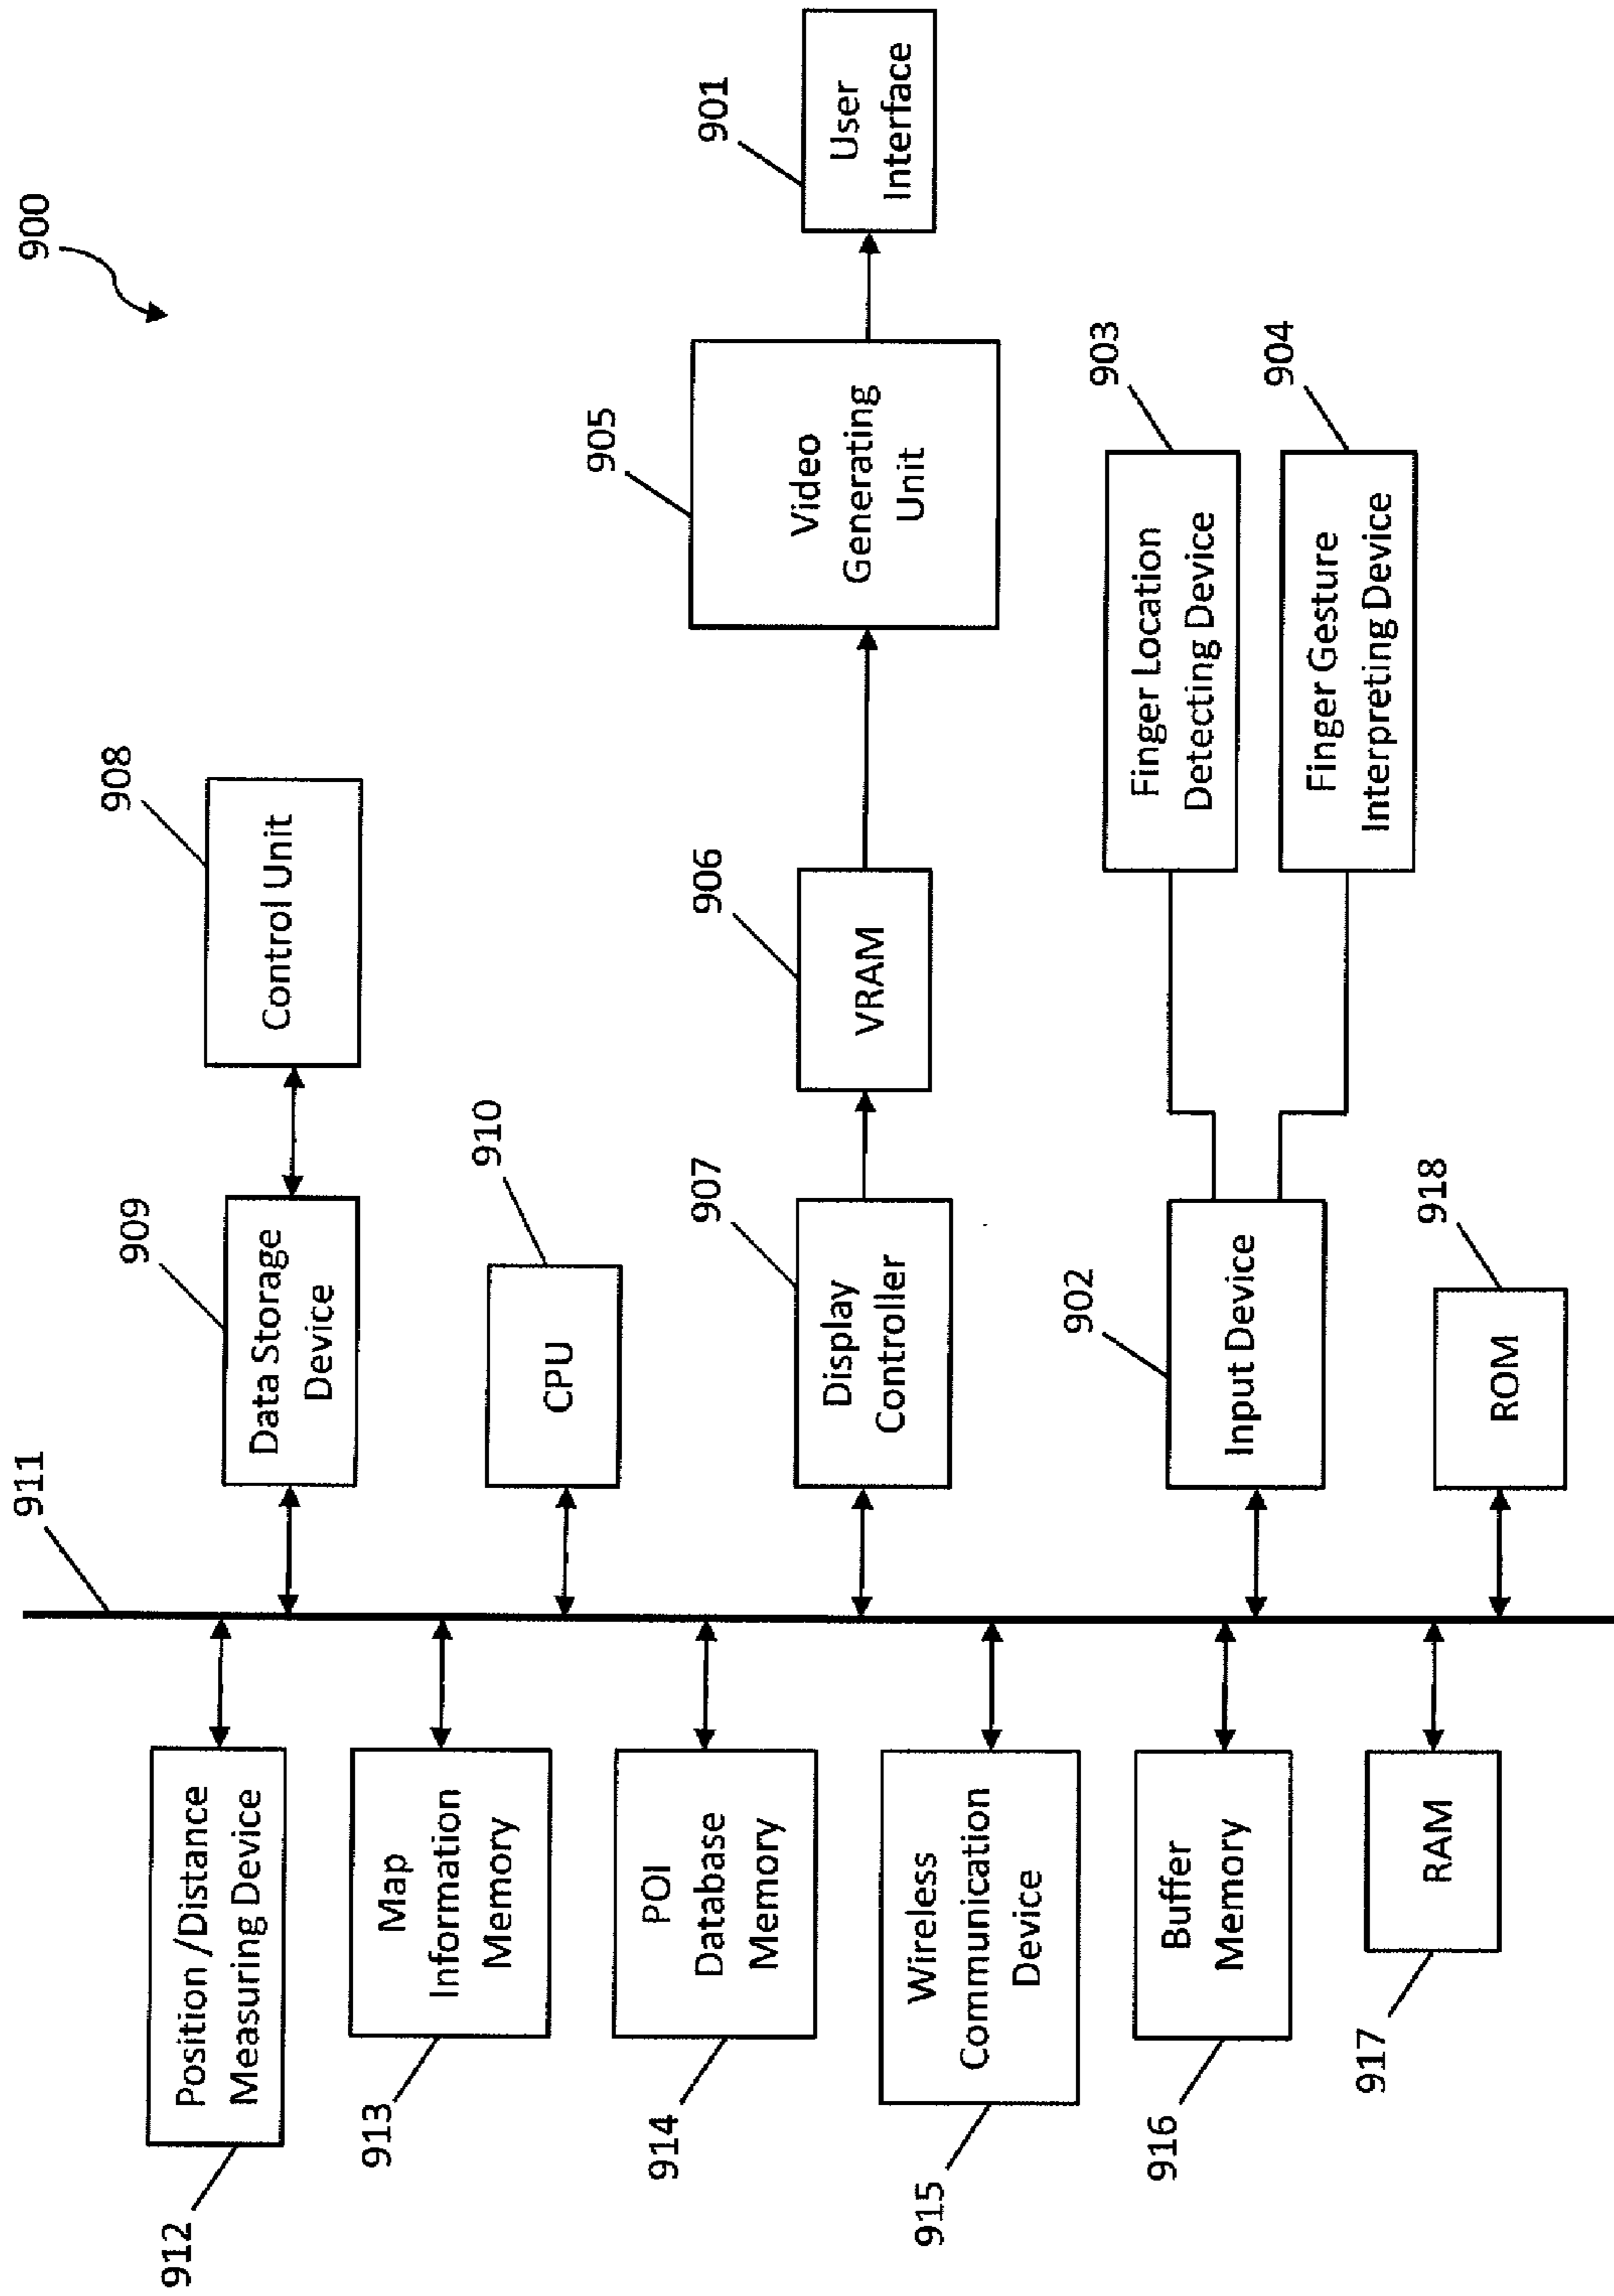 900
911
912
Position /Distance
Measuring Device
913
Map
Information
Memory
914
POI
Database
Memory
915
Wireless
Communication
Device
916
Buffer
Memory
917
RAM
909
Data Storage
Device
908
Control Unit
910
CPU
907
Display
Controller
906
VRAM
905
Video
Generating
Unit
901
User
Interface
902
Input Device
903
Finger Location
Detecting Device
904
Finger Gesture
Interpreting Device
918
ROM